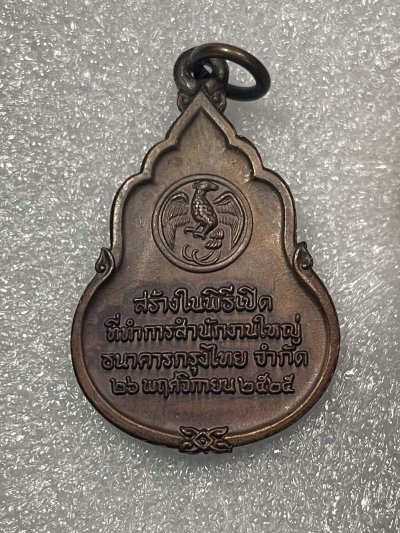 สร้างในพิธีเปิด
ที่ทำการสำนักงานใหญ่
ธนาคารกรุงไทย จำกัด
๒๖ พฤศจิกายน ๒๕๒๕